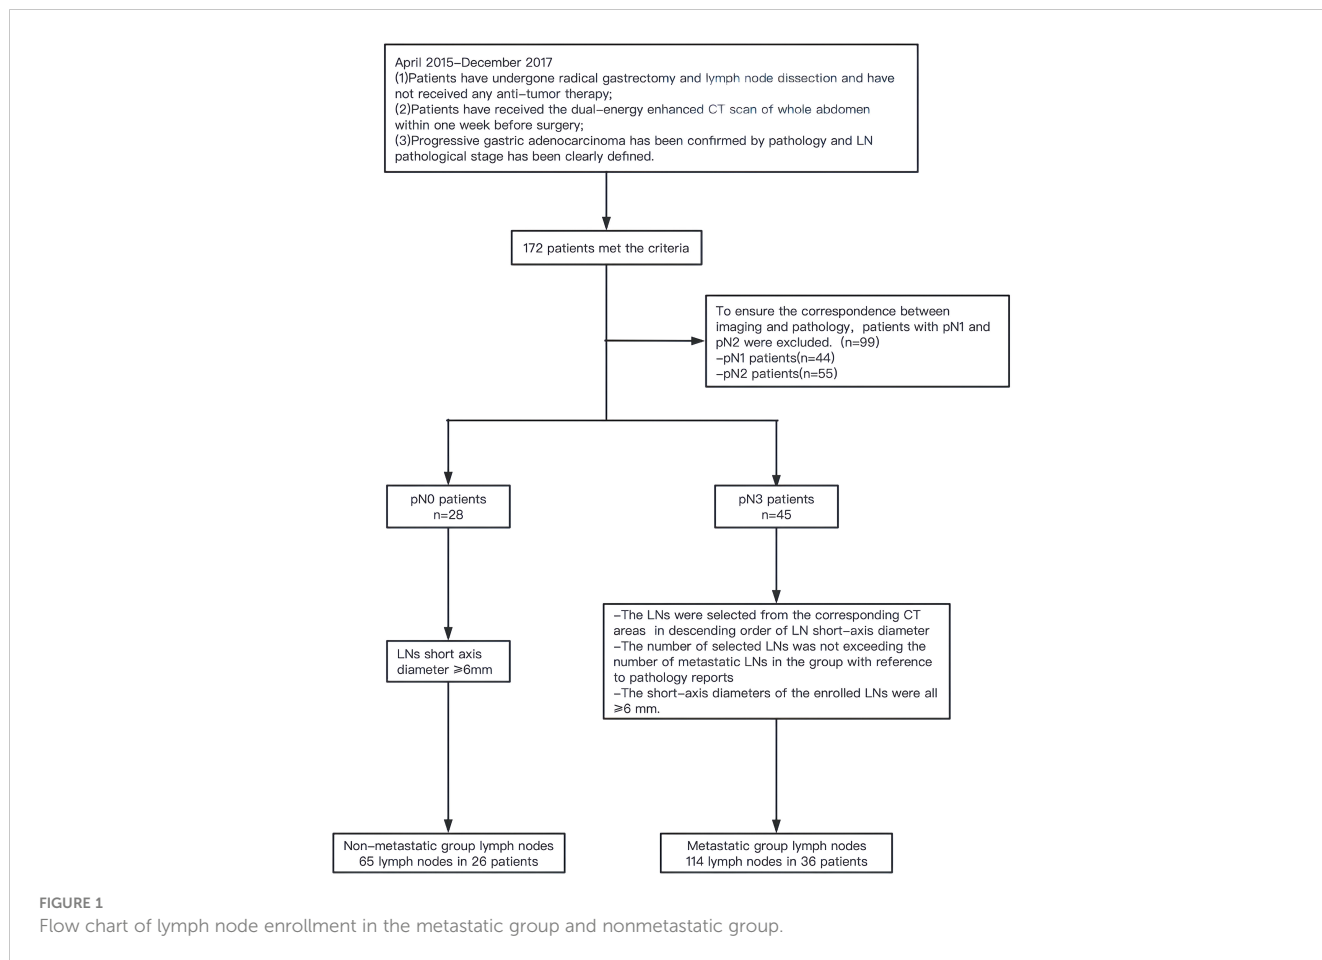 April 2015–December 2017
(1)Patients have undergone radical gastrectomy and lymph node dissection and have
not received any anti–tumor therapy;
(2)Patients have received the dual–energy enhanced CT scan of whole abdomen
within one week before surgery;
(3)Progressive gastric adenocarcinoma has been confirmed by pathology and LN
pathological stage has been clearly defined.
172 patients met the criteria
To ensure the correspondence between
imaging and pathology, patients with pN1 and
pN2 were excluded. (n=99)
–pN1 patients(n=44)
–pN2 patients(n=55)
pN0 patients
n=28
pN3 patients
n=45
–The LNs were selected from the corresponding CT
areas in descending order of LN short–axis diameter
–The number of selected LNs was not exceeding the
number of metastatic LNs in the group with reference
to pathology reports
–The short–axis diameters of the enrolled LNs were all
⩾6 mm.
LNs short axis
diameter ⩾6mm
Non–metastatic group lymph nodes
65 lymph nodes in 26 patients
Metastatic group lymph nodes
114 lymph nodes in 36 patients
FIGURE 1
Flow chart of lymph node enrollment in the metastatic group and nonmetastatic group.